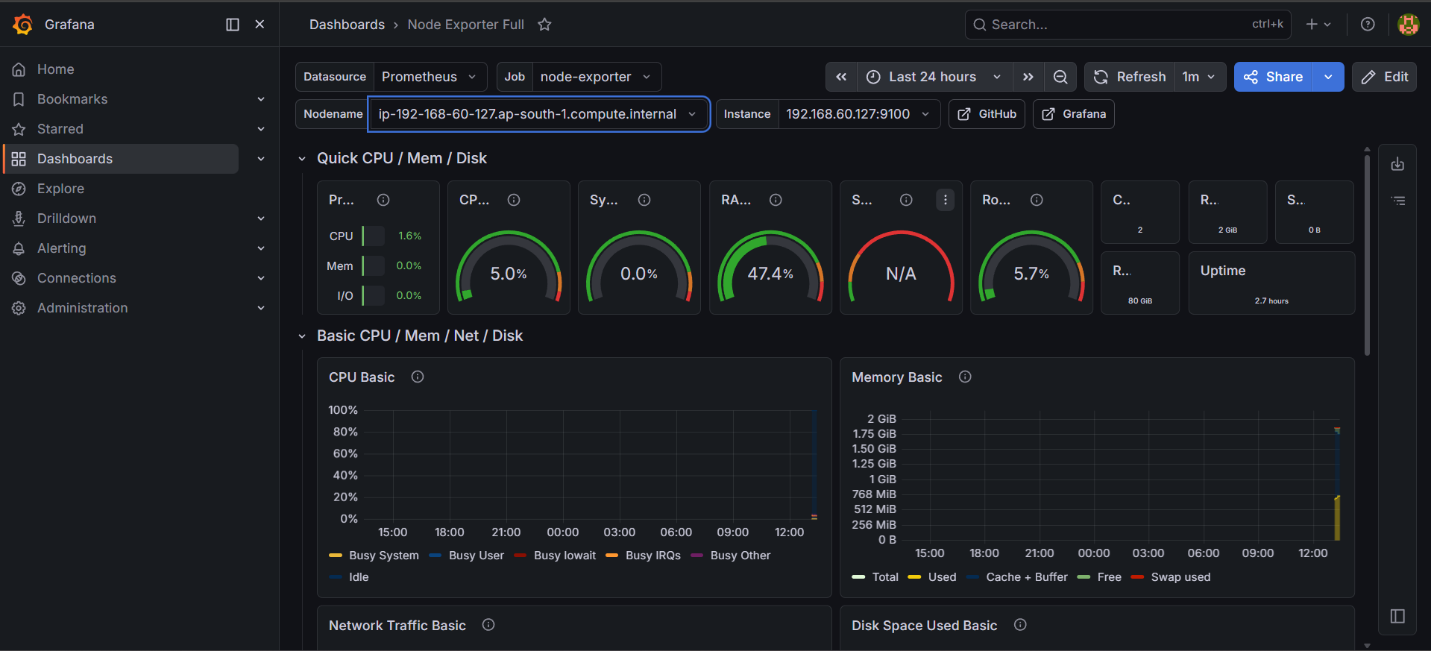 Grafana
Dashboards › Node Exporter Full
Search...
ctrl+k
Home
Bookmarks
Starred
Dashboards
Explore
Drilldown
Alerting
Connections
Administration
Datasource Prometheus
Job node-exporter
Last 24 hours
Refresh 1m
Share
Edit
Nodename ip-192-168-60-127.ap-south-1.compute.internal
Instance 192.168.60.127:9100
GitHub
Grafana
Quick CPU / Mem / Disk
Pr...
CPU 1.6%
Mem 0.0%
I/O 0.0%
CP...
5.0%
Sy...
0.0%
RA...
47.4%
S...
N/A
Ro...
5.7%
C..
2
R..
2 GiB
S...
0 B
R..
80 GiB
Uptime
2.7 hours
Basic CPU / Mem / Net / Disk
CPU Basic
100%
80%
60%
40%
20%
0%
15:00 18:00 21:00 00:00 03:00 06:00 09:00 12:00
Busy System Busy User Busy Iowait Busy IRQs Busy Other
Idle
Memory Basic
2 GiB
1.75 GiB
1.50 GiB
1.25 GiB
1 GiB
768 MiB
512 MiB
256 MiB
0 B
15:00 18:00 21:00 00:00 03:00 06:00 09:00 12:00
Total Used Cache + Buffer Free Swap used
Network Traffic Basic
Disk Space Used Basic